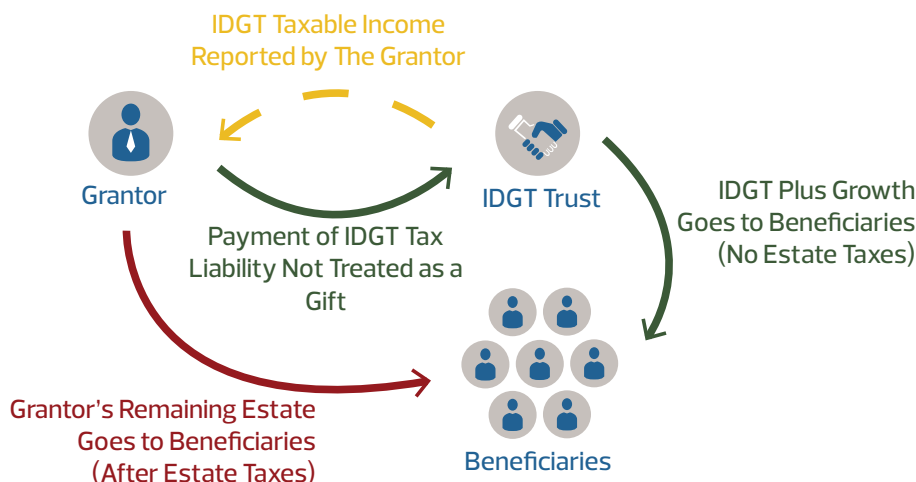 IDGT Taxable Income
Reported by The Grantor
Grantor
IDGT Trust
Payment of IDGT Tax
Liability Not Treated as a
Gift
IDGT Plus Growth
Goes to Beneficiaries
(No Estate Taxes)
Grantor's Remaining Estate
Goes to Beneficiaries
(After Estate Taxes)
Beneficiaries